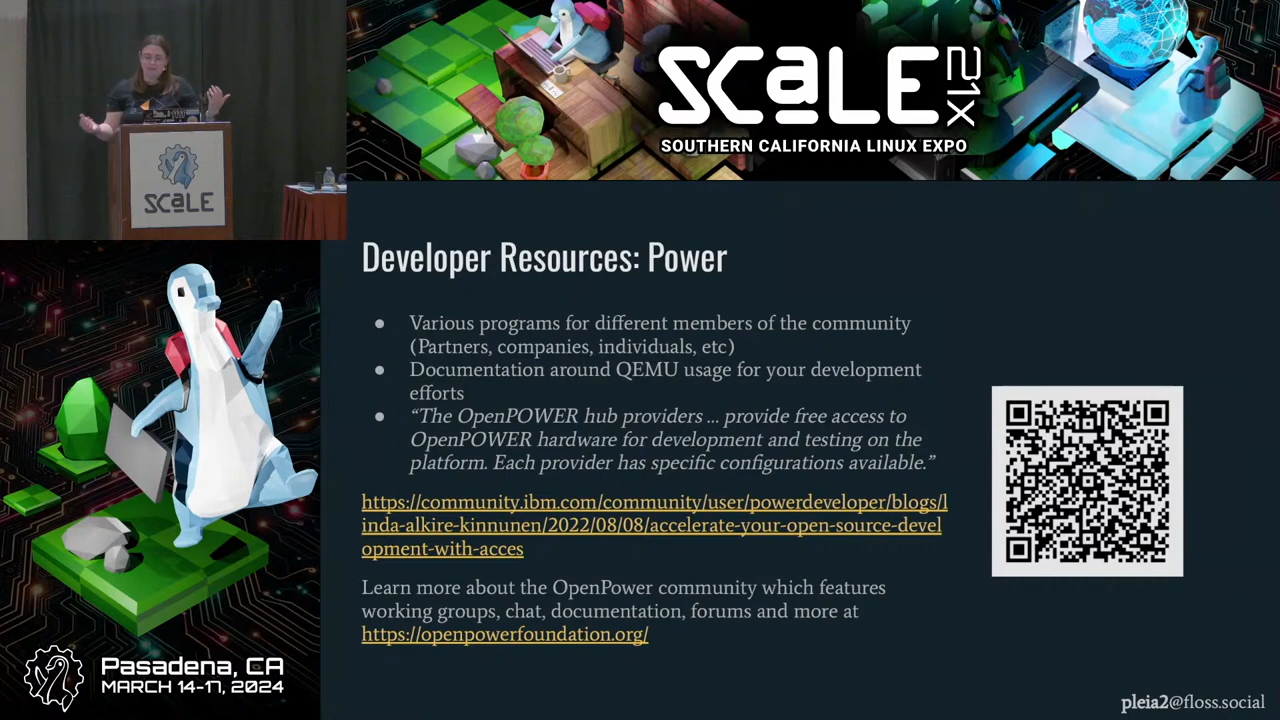 SCALE 21X
SOUTHERN CALIFORNIA LINUX EXPO
SCALE
Developer Resources: Power
● Various programs for different members of the community
(Partners, companies, individuals, etc)
● Documentation around QEMU usage for your development
efforts
● “The OpenPOWER hub providers ... provide free access to
OpenPOWER hardware for development and testing on the
platform. Each provider has specific configurations available.”
https://community.ibm.com/community/user/powerdeveloper/blogs/l
inda-alkire-kinnunen/2022/08/08/accelerate-your-open-source-devel
opment-with-acces
Learn more about the OpenPower community which features
working groups, chat, documentation, forums and more at
https://openpowerfoundation.org/
Pasadena, CA
MARCH 14-17, 2024
pleia2@floss.social